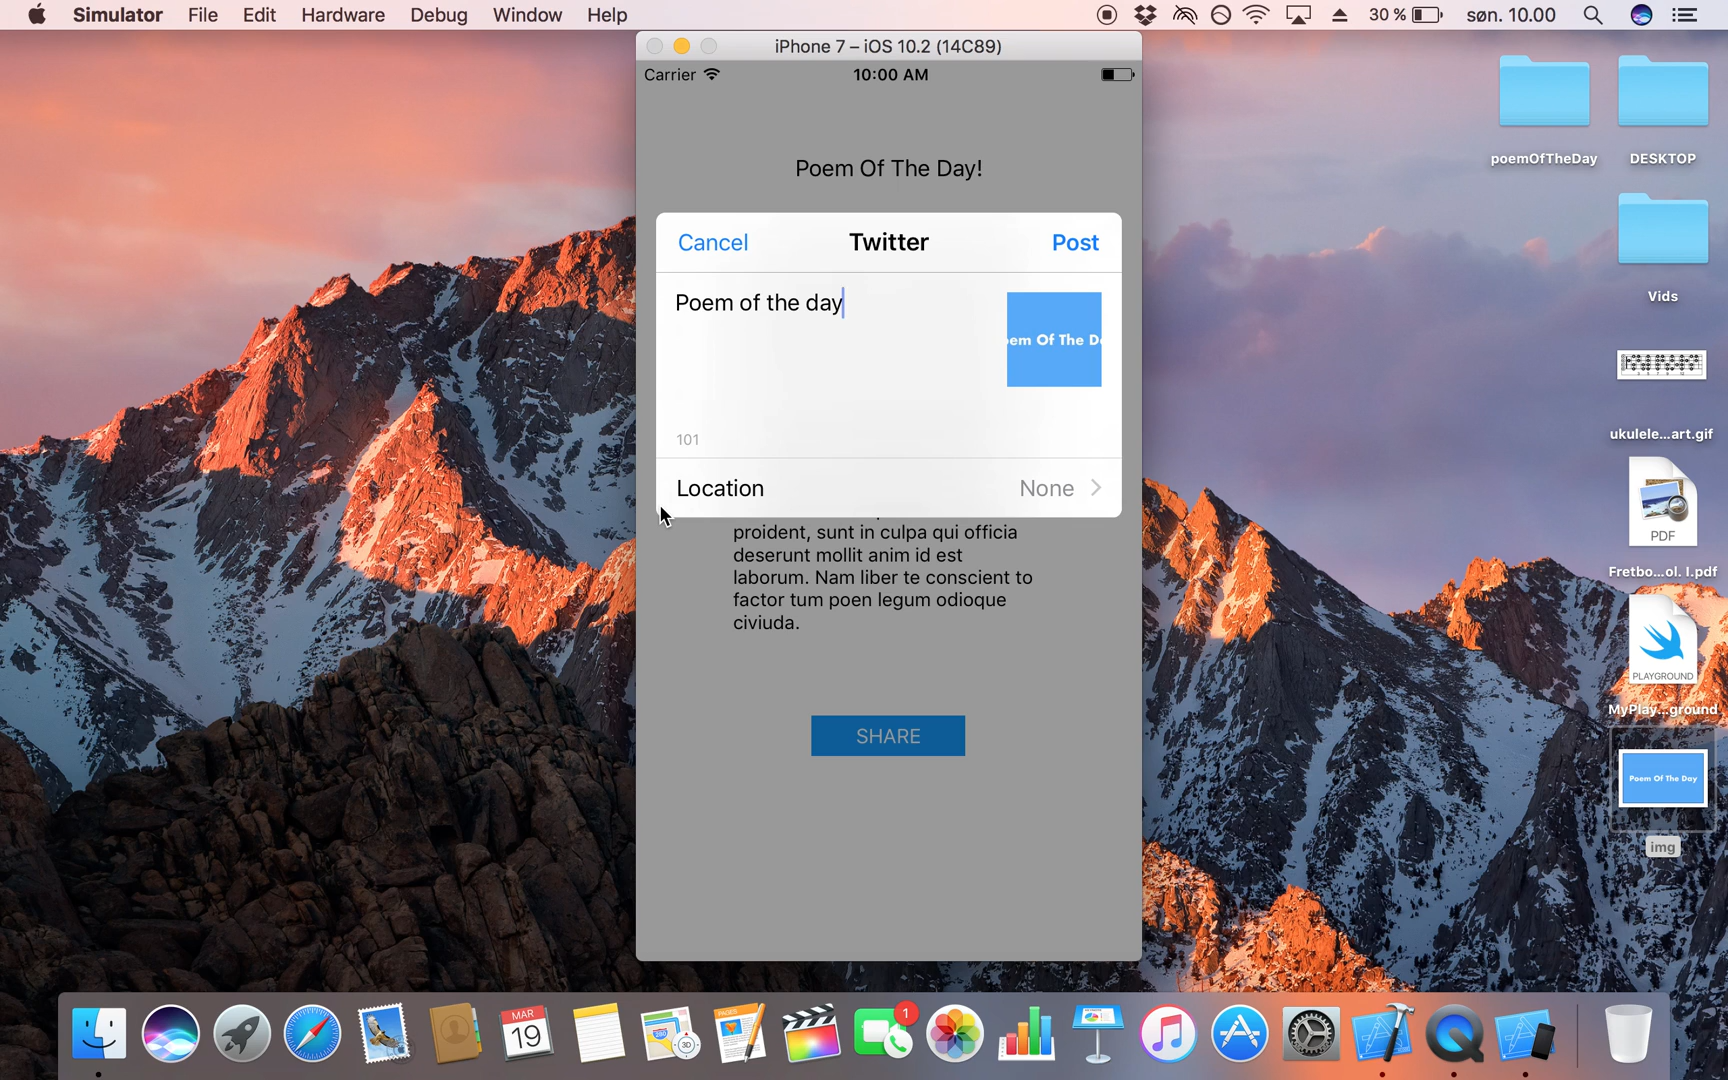 Simulator File Edit Hardware Debug Window Help
30 % søn. 10.00
iPhone 7 – iOS 10.2 (14C89)
Carrier 10:00 AM
Poem Of The Day!
Cancel Twitter Post
Poem of the day
em Of The D
101
Location None
proident, sunt in culpa qui officia
deserunt mollit anim id est
laborum. Nam liber te conscient to
factor tum poen legum odioque
civiuda.
SHARE
poemOfTheDay DESKTOP
Vids
ukulele...art.gif
PDF
Fretbo...ol. I.pdf
PLAYGROUND
MyPlay...ground
Poem Of The Day
img
MAR
19
280
3D
PAGES
1